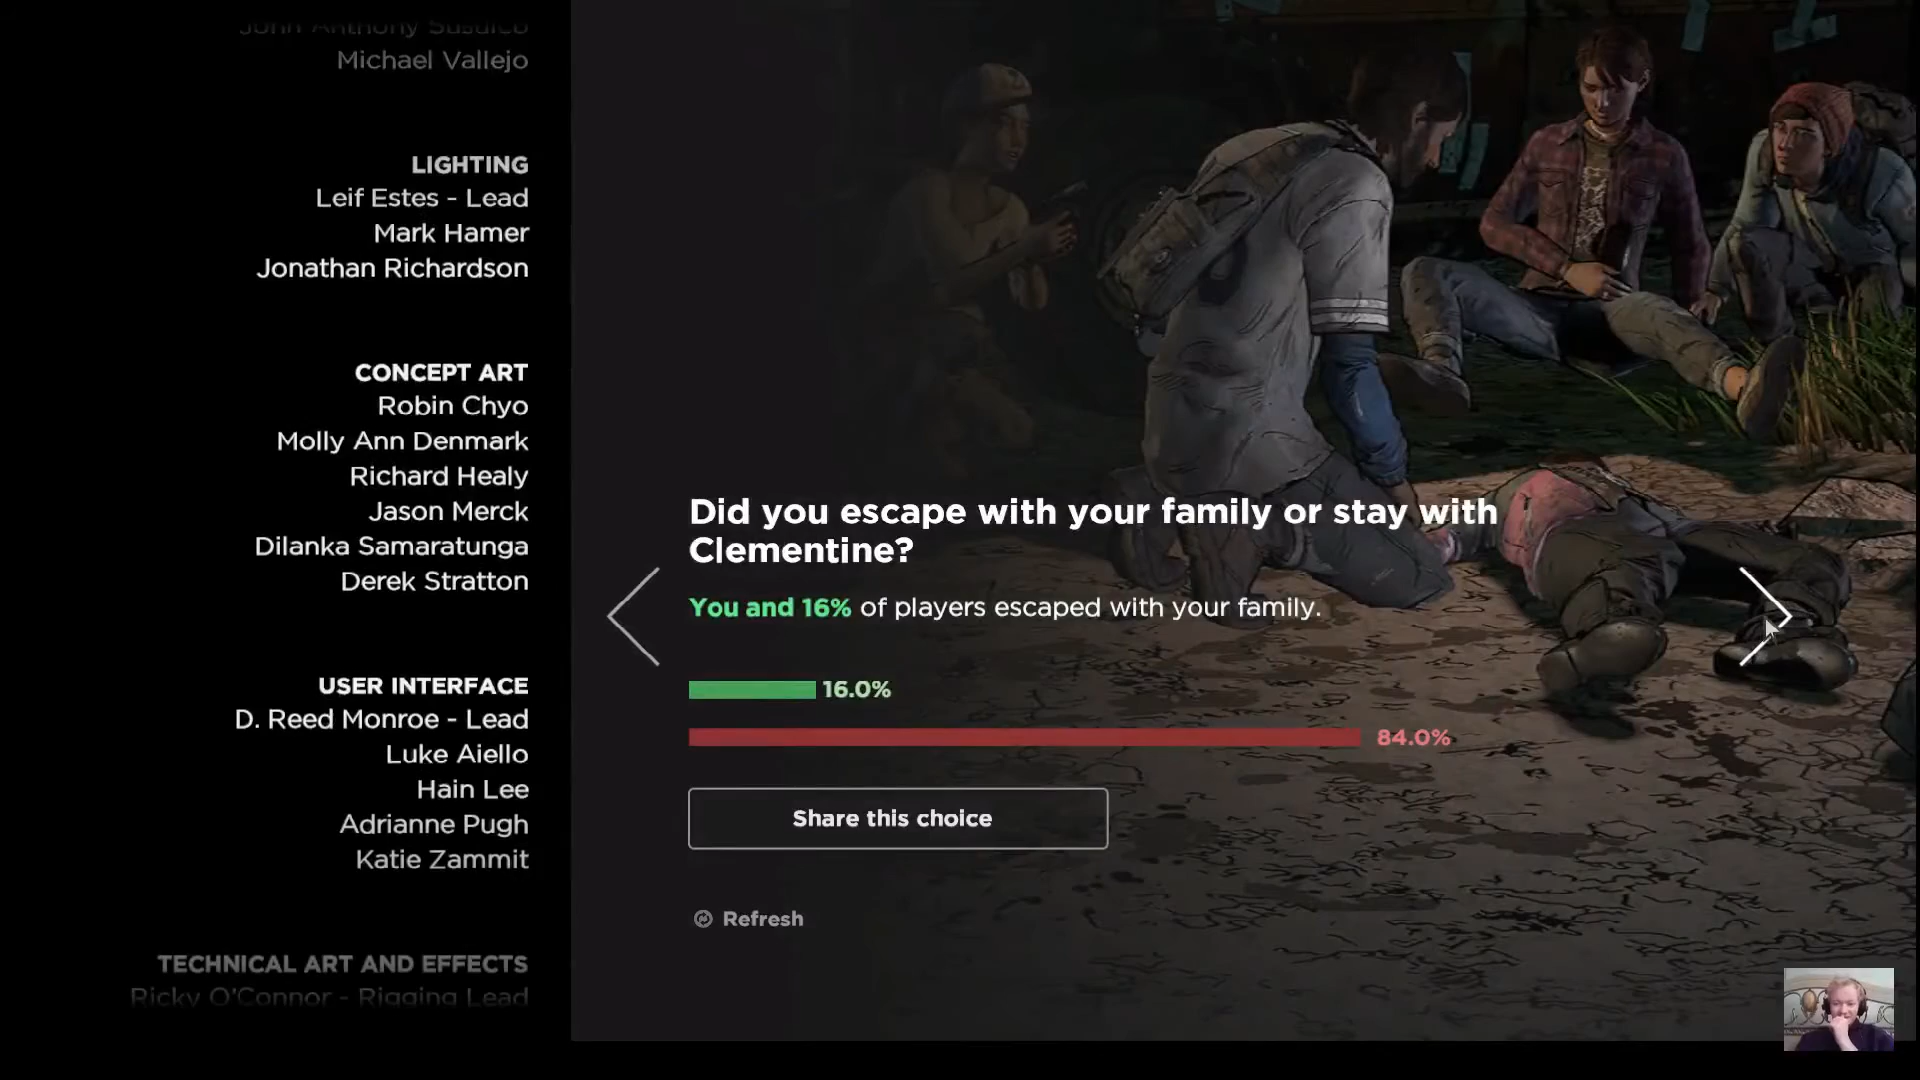 John Anthony Susaico
Michael Vallejo
LIGHTING
Leif Estes - Lead
Mark Hamer
Jonathan Richardson
CONCEPT ART
Robin Chyo
Molly Ann Denmark
Richard Healy
Jason Merck
Dilanka Samaratunga
Derek Stratton
USER INTERFACE
D. Reed Monroe - Lead
Luke Aiello
Hain Lee
Adrianne Pugh
Katie Zammit
TECHNICAL ART AND EFFECTS
Ricky O'Connor - Rigging Lead
Did you escape with your family or stay with
Clementine?
You and 16% of players escaped with your family.
16.0%
84.0%
Share this choice
Refresh